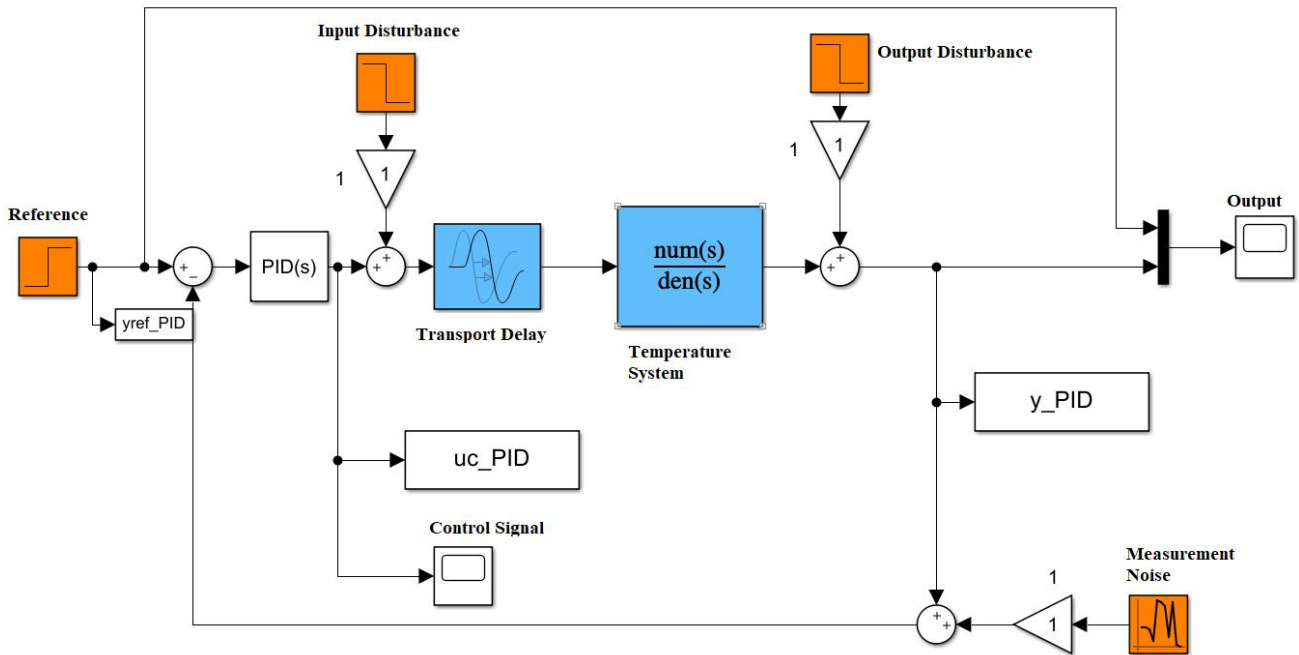 Input Disturbance
Output Disturbance
1
1
1
1
Reference
Output
PID(s)
+
-
+
+
+
+
num(s)
den(s)
yref_PID
Transport Delay
Temperature
System
y_PID
uc_PID
Control Signal
Measurement
Noise
1
1
+
+